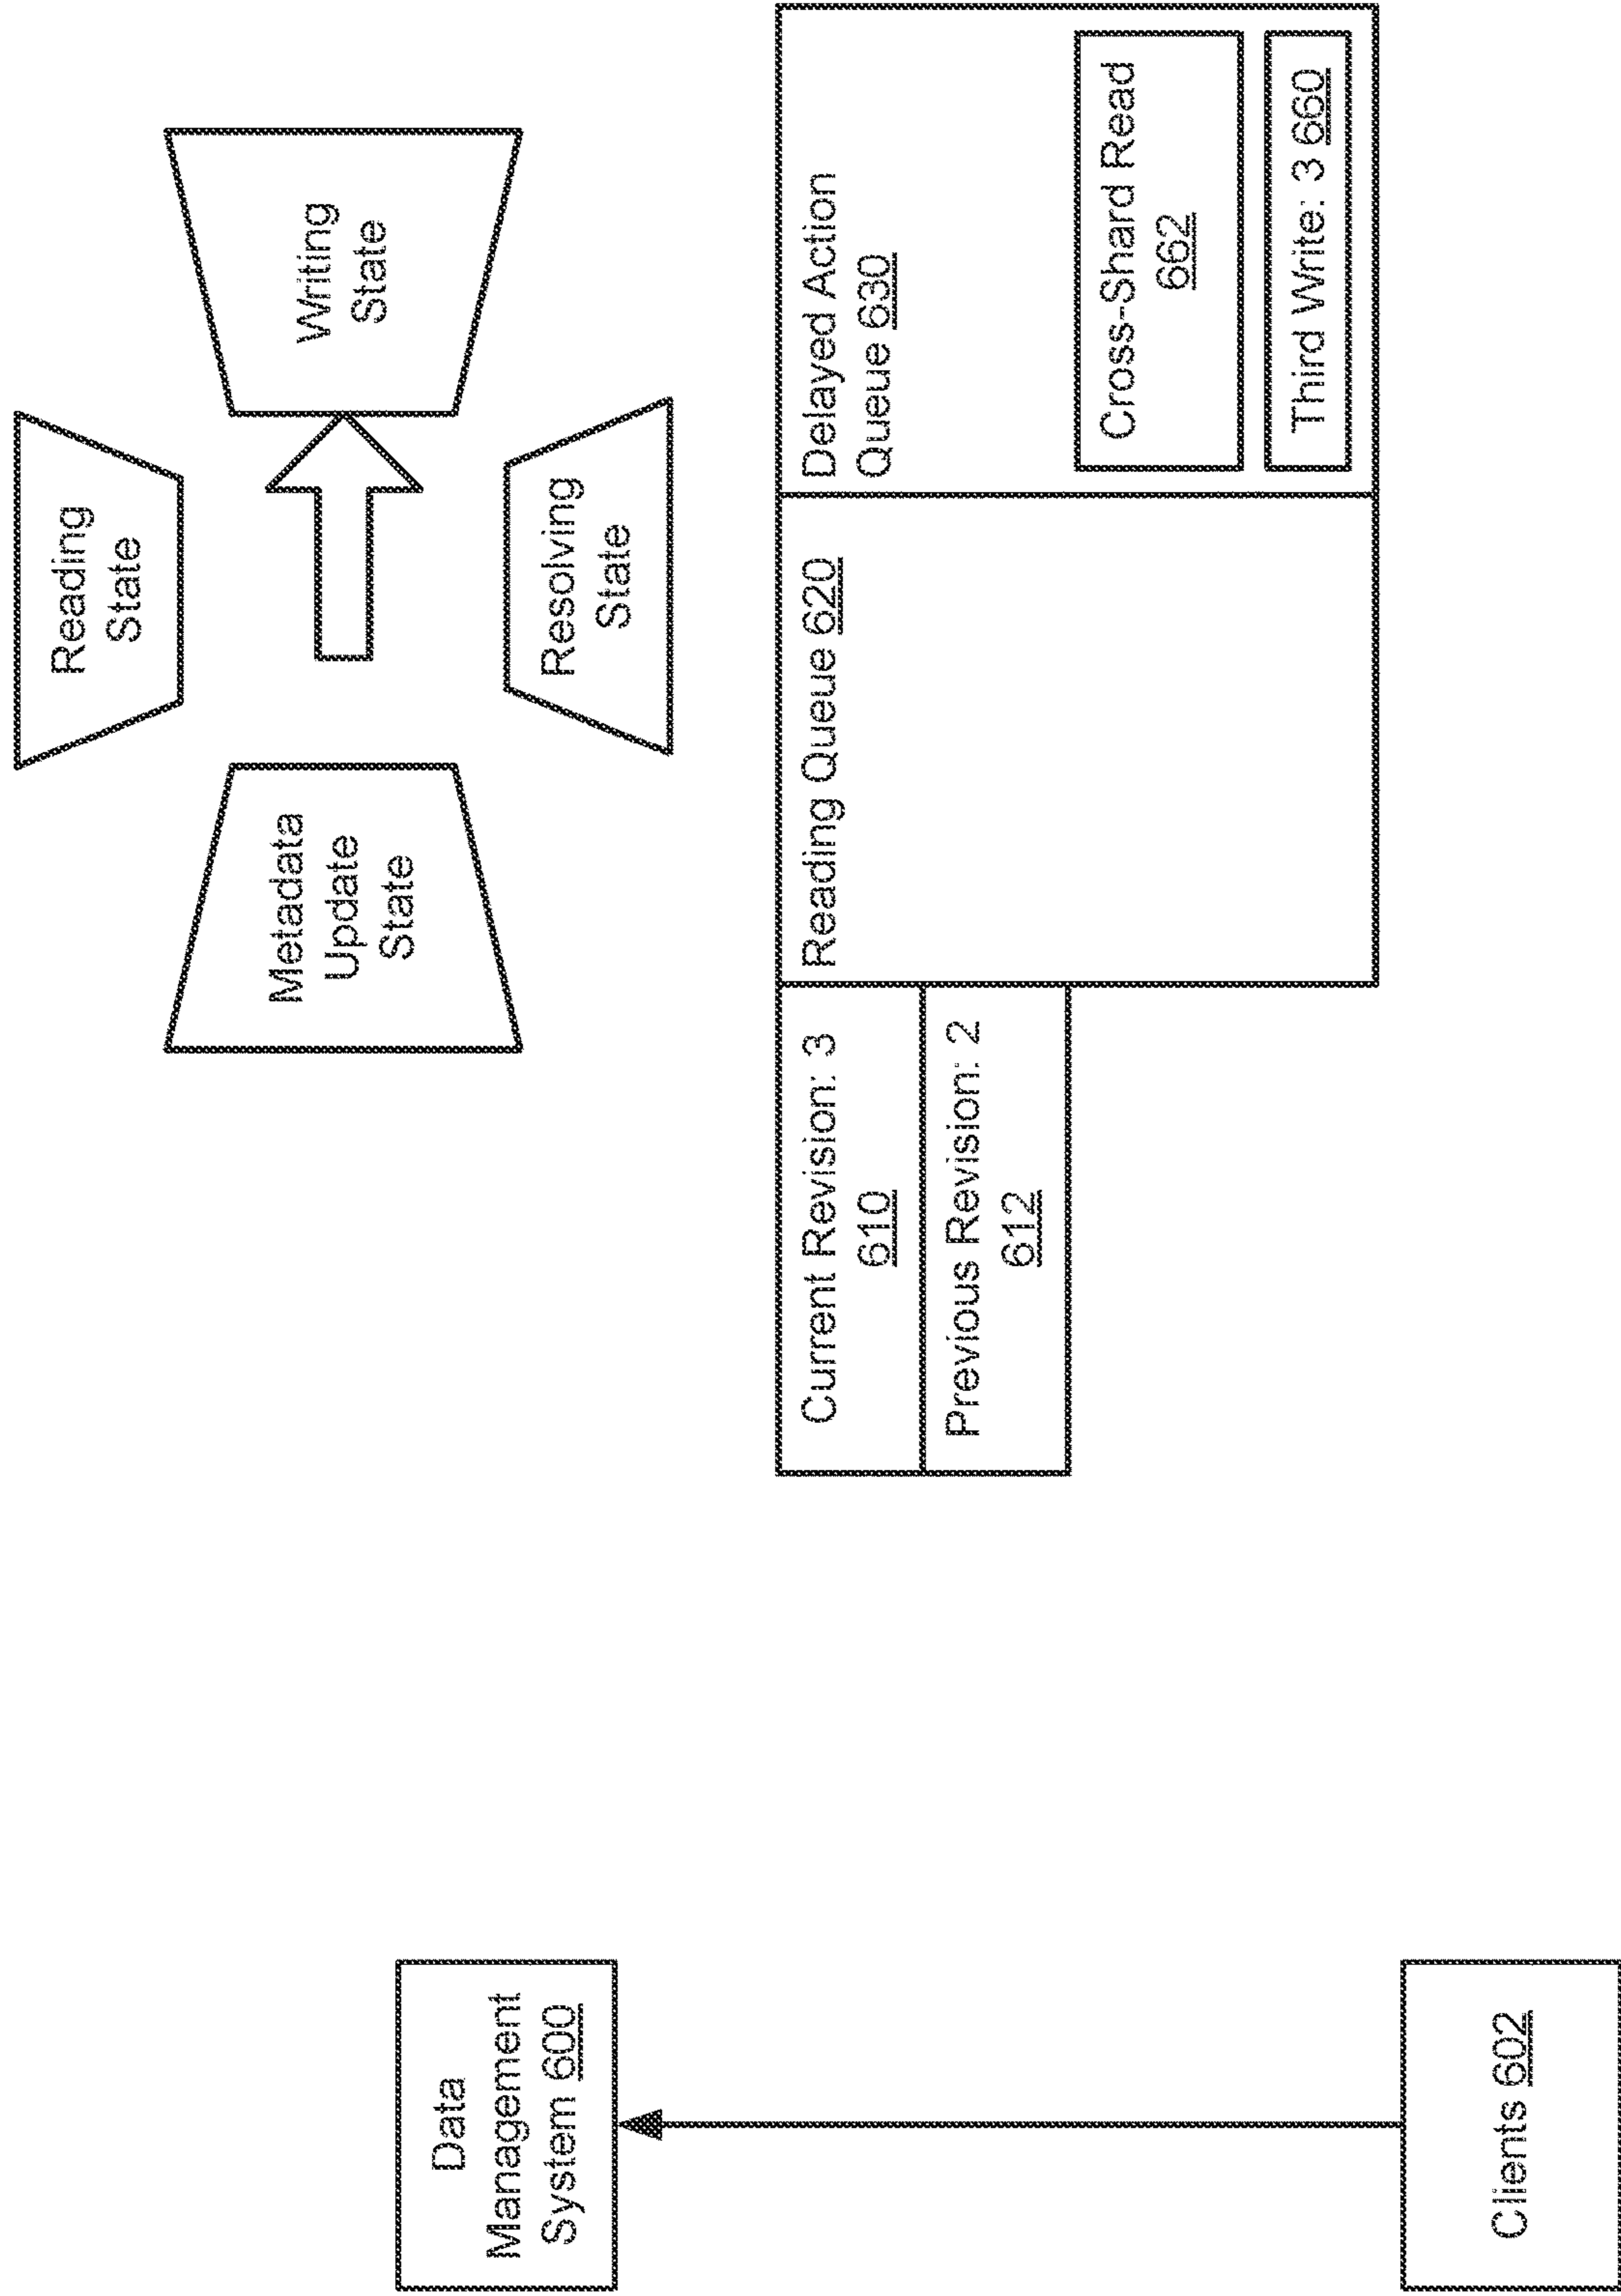 Reading
State
Metadata
Update
State
Writing
State
Resolving
State
Data
Management
System 600
Current Revision: 3
610
Previous Revision: 2
612
Reading Queue 620
Delayed Action
Queue 630
Cross-Shard Read
662
Third Write: 3 660
Clients 602